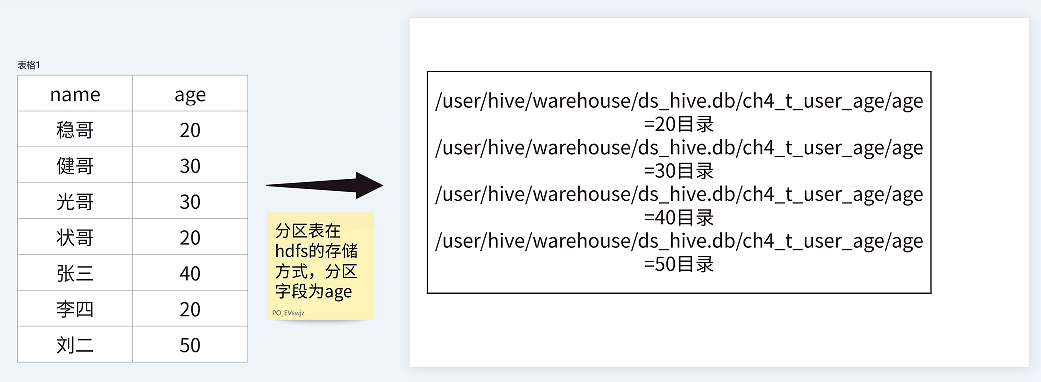 表格1
name age
稳哥 20
健哥 30
光哥 30
状哥 20
张三 40
李四 20
刘二 50
分区表在
hdfs的存储
方式，分区
字段为age
PO_EVswjz
/user/hive/warehouse/ds_hive.db/ch4_t_user_age/age
=20目录
/user/hive/warehouse/ds_hive.db/ch4_t_user_age/age
=30目录
/user/hive/warehouse/ds_hive.db/ch4_t_user_age/age
=40目录
/user/hive/warehouse/ds_hive.db/ch4_t_user_age/age
=50目录